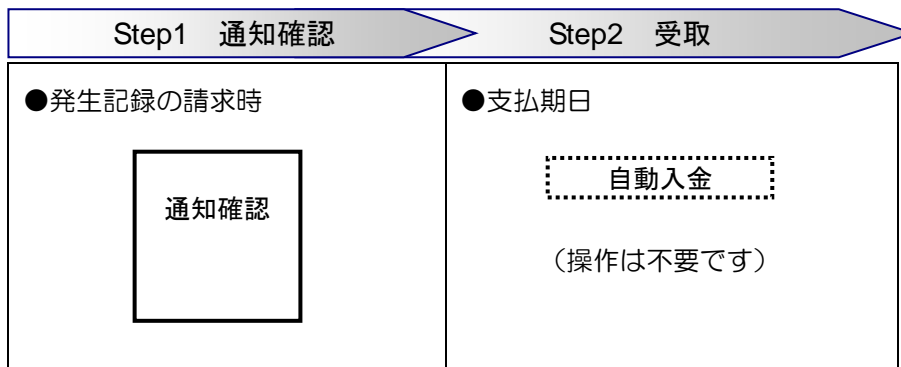 Step1 通知確認
Step2 受取
●発生記録の請求時
通知確認
●支払期日
自動入金
（操作は不要です）